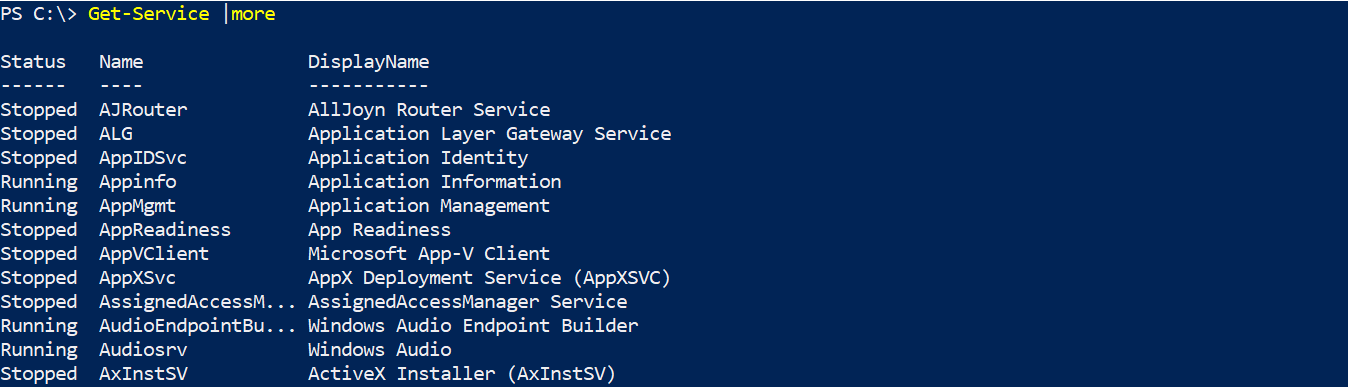 PS C:\> Get-Service |more
Status   Name               DisplayName
------   ----               -----------
Stopped  AJRouter           AllJoyn Router Service
Stopped  ALG                Application Layer Gateway Service
Stopped  AppIDSvc           Application Identity
Running  Appinfo            Application Information
Running  AppMgmt            Application Management
Stopped  AppReadiness       App Readiness
Stopped  AppVClient         Microsoft App-V Client
Stopped  AppXSvc            AppX Deployment Service (AppXSVC)
Stopped  AssignedAccessM... AssignedAccessManager Service
Running  AudioEndpointBu... Windows Audio Endpoint Builder
Running  Audiosrv           Windows Audio
Stopped  AxInstSV           ActiveX Installer (AxInstSV)